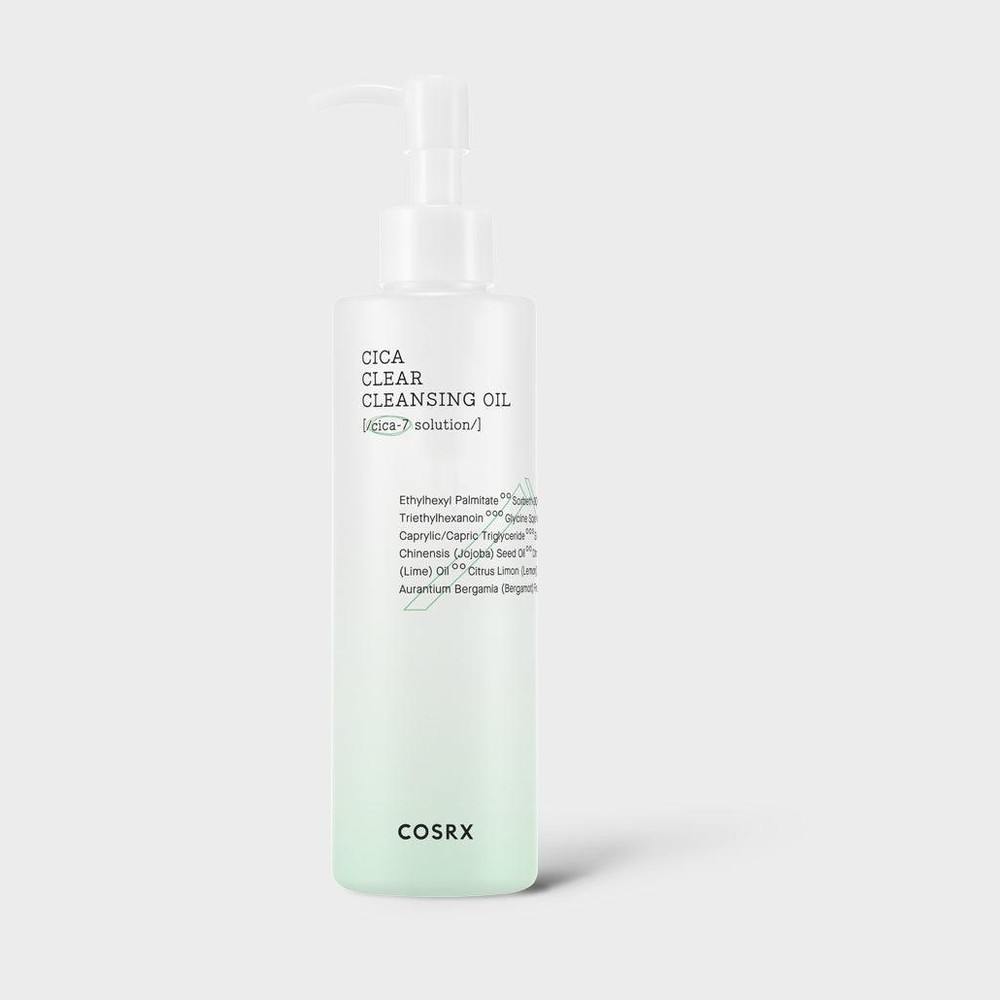 CICA
CLEAR
CLEANSING OIL
[/cica-7 solution/]
Ethylhexyl Palmitate °°
Triethylhexanoin °°° Glycine
Caprylic/Capric Triglyceride °°°
Chinensis (Jojoba) Seed Oil °°
(Lime) Oil °° Citrus Limon (Lemon)
Aurantium Bergamia (Bergamot)
COSRX